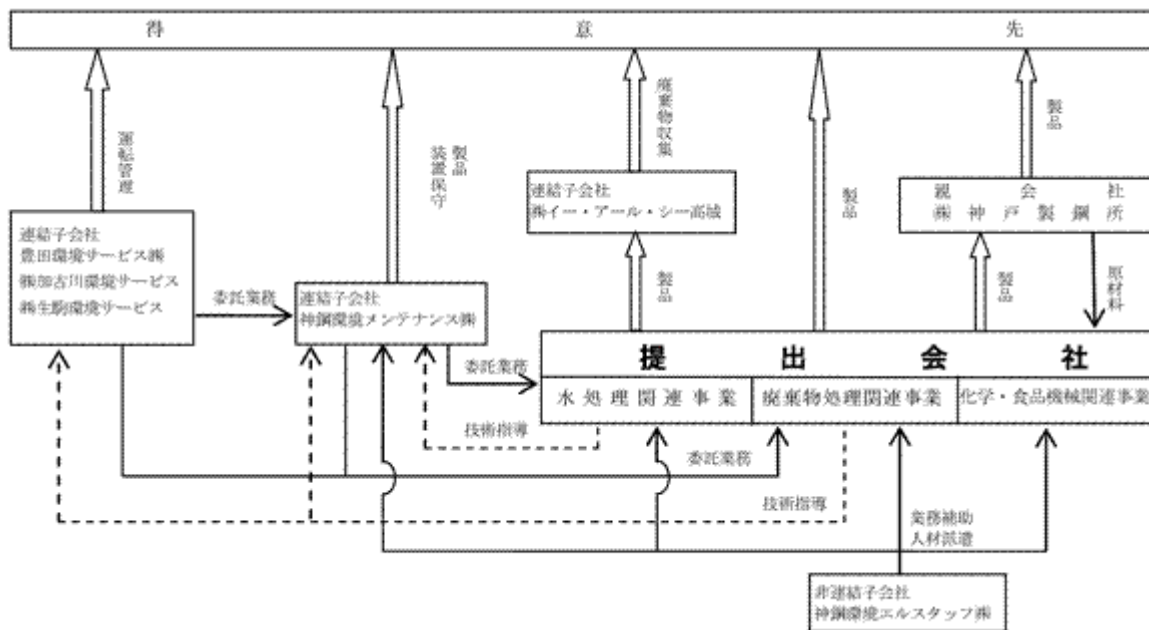 得意先
運転管理
製品
装置保守
廃棄物収集
製品
製品
連結子会社
㈱イー・アール・シー高城
親会社
㈱神戸製鋼所
連結子会社
豊田環境サービス㈱
㈱加古川環境サービス
㈱生駒環境サービス
委託業務
連結子会社
神鋼環境メンテナンス㈱
製品
製品
原材料
提出会社
委託業務
水処理関連事業
廃棄物処理関連事業
化学・食品機械関連事業
技術指導
委託業務
技術指導
業務補助
人材派遣
非連結子会社
神鋼環境エルスタッフ㈱